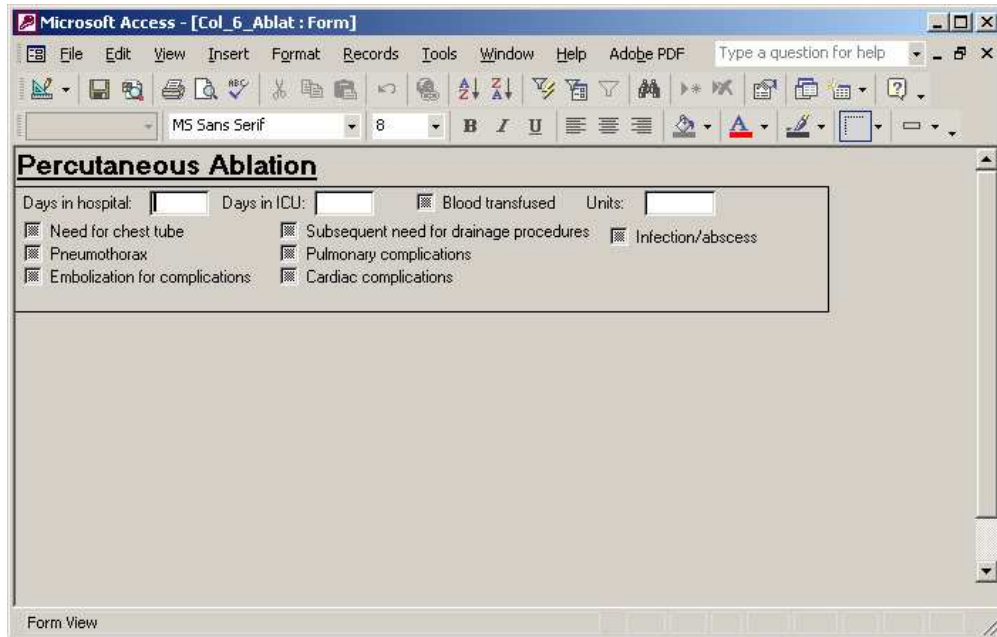 Microsoft Access - [Col_6_Ablat : Form]
File Edit View Insert Format Records Tools Window Help Adobe PDF Type a question for help
MS Sans Serif 8 B I U A
Percutaneous Ablation
Days in hospital: Days in ICU: Blood transfused Units:
Need for chest tube Subsequent need for drainage procedures Infection/abscess
Pneumothorax Pulmonary complications
Embolization for complications Cardiac complications
Form View